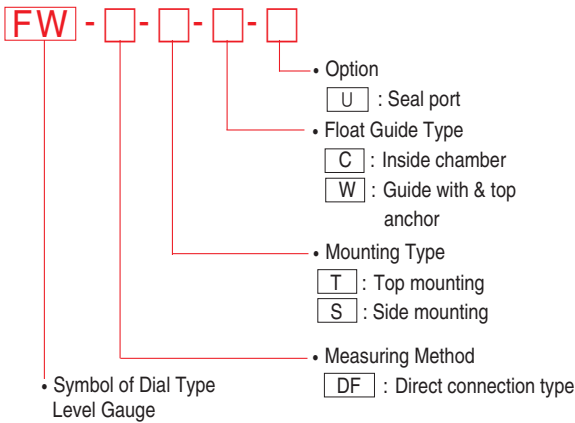 FW - □ - □ - □ - □
• Option
U : Seal port
• Float Guide Type
C : Inside chamber
W : Guide with & top
anchor
• Mounting Type
T : Top mounting
S : Side mounting
• Measuring Method
DF : Direct connection type
• Symbol of Dial Type
Level Gauge